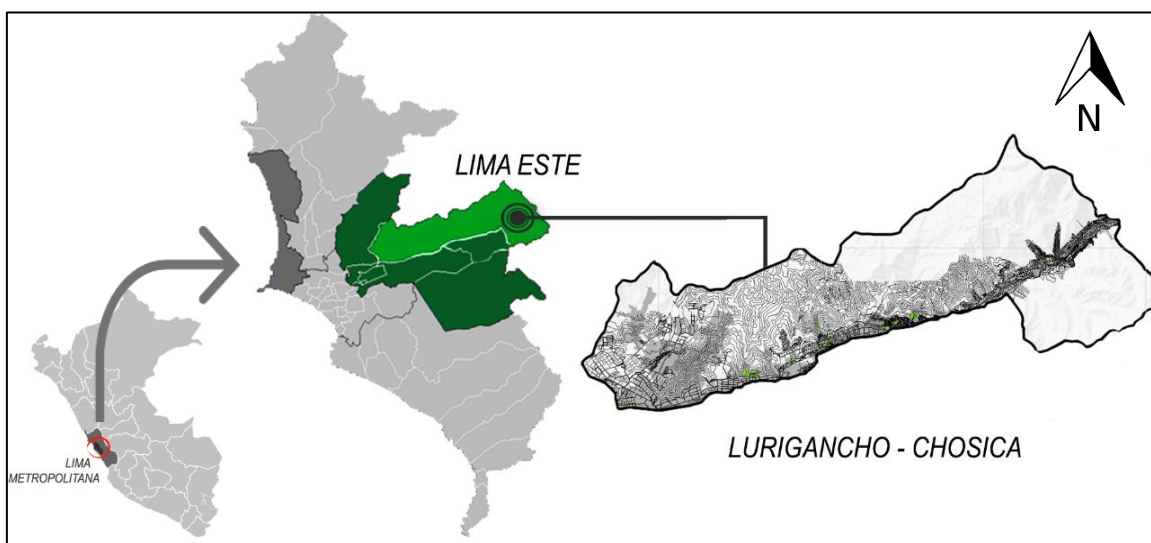 N
LIMA ESTE
LURIGANCHO - CHOSICA
LIMA
METROPOLITANA